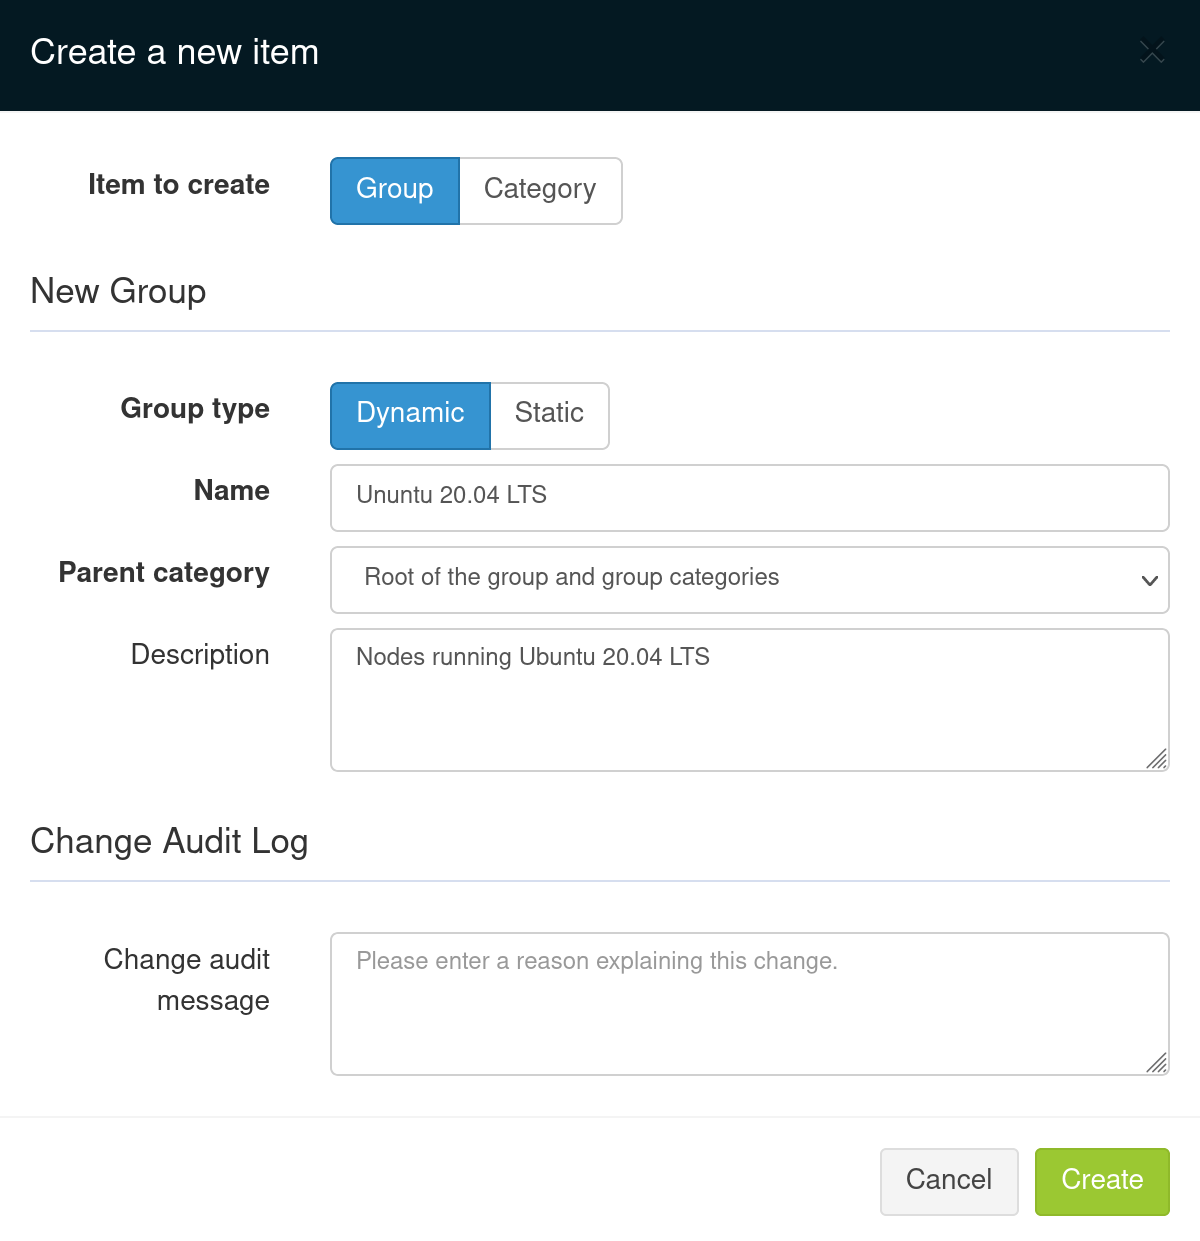 Create a new item
Item to create
Group
Category
New Group
Group type
Dynamic
Static
Name
Ununtu 20.04 LTS
Parent category
Root of the group and group categories
Description
Nodes running Ubuntu 20.04 LTS
Change Audit Log
Change audit
message
Please enter a reason explaining this change.
Cancel
Create